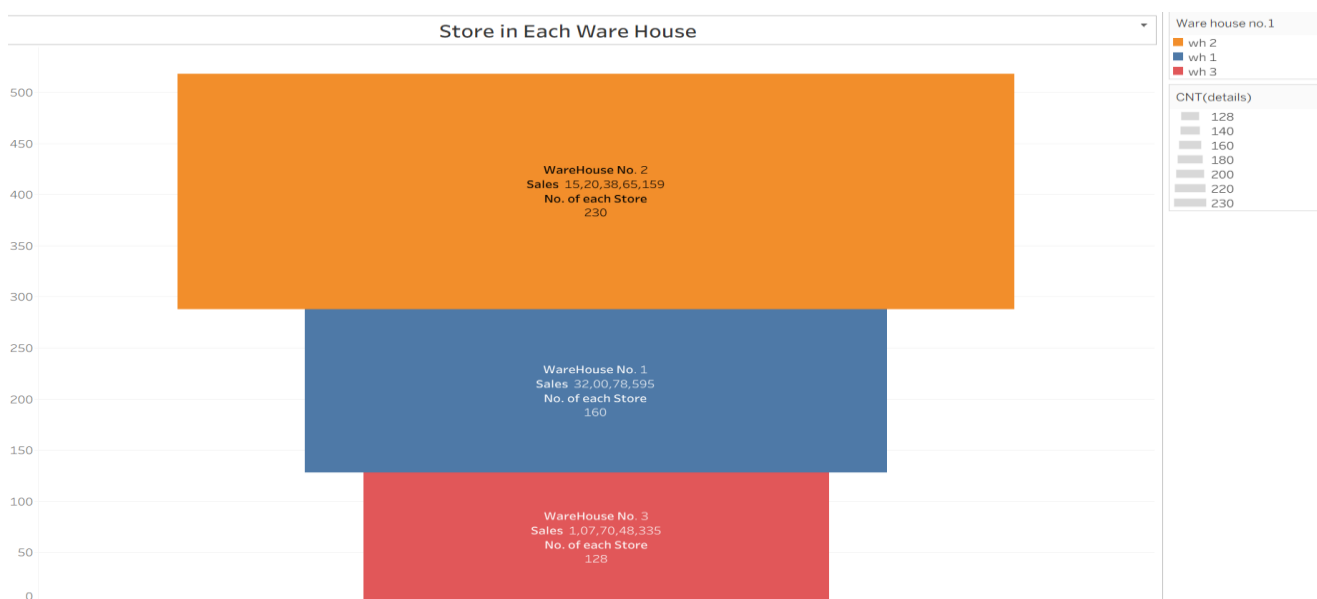 Store in Each Ware House
500
450
400
350
300
250
200
150
100
50
0
WareHouse No. 2
Sales 15,20,38,65,159
No. of each Store
230
WareHouse No. 1
Sales 32,00,78,595
No. of each Store
160
WareHouse No. 3
Sales 1,07,70,48,335
No. of each Store
128
Ware house no.1
wh 2
wh 1
wh 3
CNT(details)
128
140
160
180
200
220
230